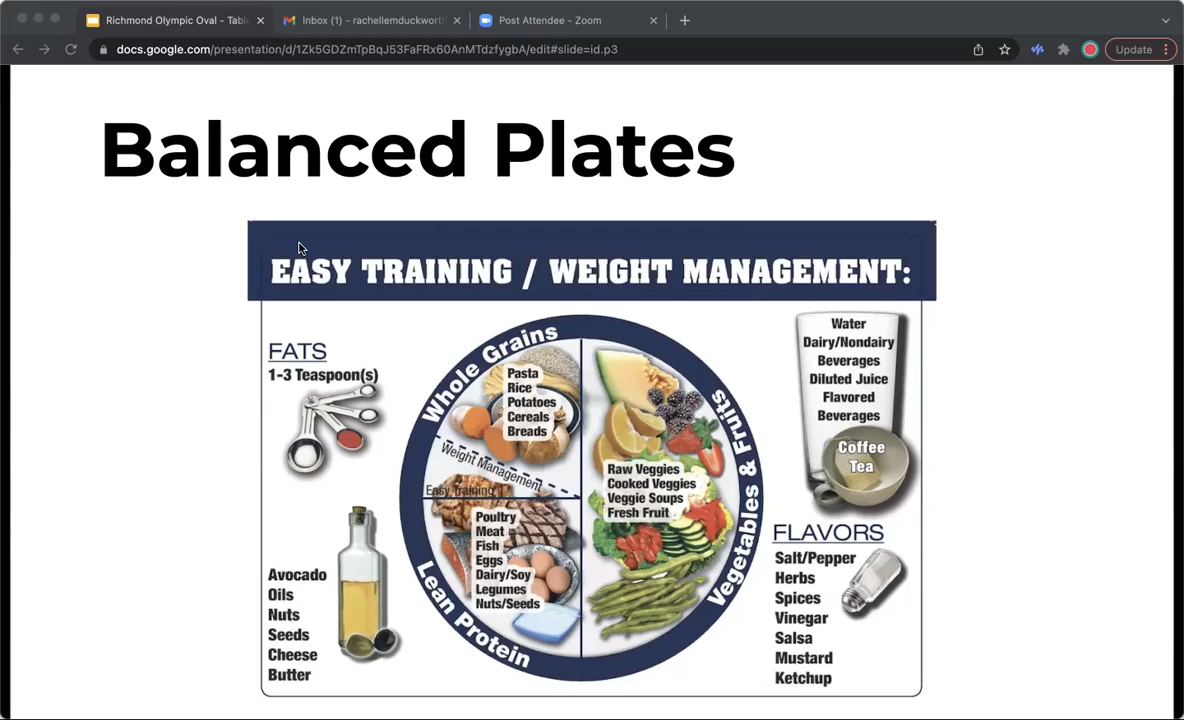 Richmond Olympic Oval - Table
Inbox (1) - rachellemduckworth
Post Attendee - Zoom
docs.google.com/presentation/d/1Zk5GDZmTpBqJ53FaFRx60AnMTdzfygbA/edit#slide=id.p3
Update
Balanced Plates
EASY TRAINING / WEIGHT MANAGEMENT:
FATS
1-3 Teaspoon(s)
Avocado
Oils
Nuts
Seeds
Cheese
Butter
Whole Grains
Pasta
Rice
Potatoes
Cereals
Breads
Weight Management
Easy Training
Poultry
Meat
Fish
Eggs
Dairy/Soy
Legumes
Nuts/Seeds
Lean Protein
Vegetables & Fruits
Raw Veggies
Cooked Veggies
Veggie Soups
Fresh Fruit
Water
Dairy/Nondairy
Beverages
Diluted Juice
Flavored
Beverages
Coffee
Tea
FLAVORS
Salt/Pepper
Herbs
Spices
Vinegar
Salsa
Mustard
Ketchup